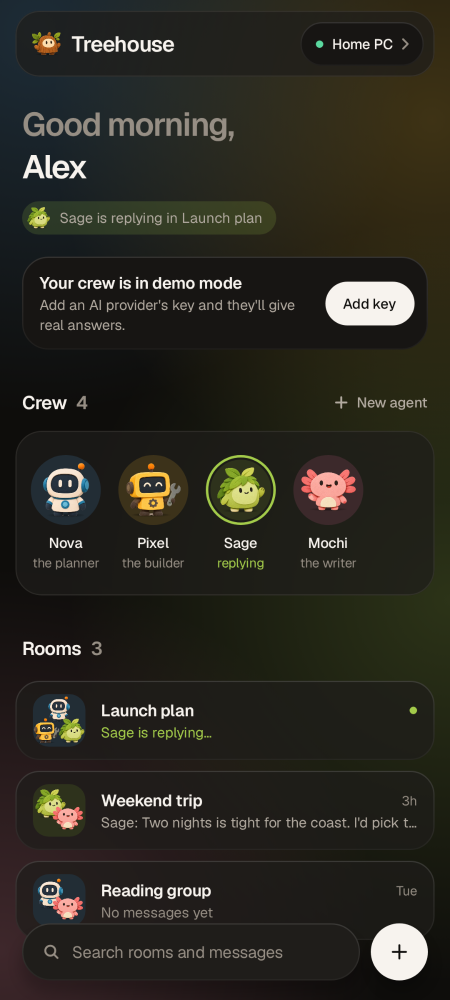 Treehouse
Home PC
Good morning,
Alex
Sage is replying in Launch plan
Your crew is in demo mode
Add an AI provider's key and they'll give
real answers.
Add key
Crew 4
New agent
Nova
the planner
Pixel
the builder
Sage
replying
Mochi
the writer
Rooms 3
Launch plan
Sage is replying...
Weekend trip
3h
Sage: Two nights is tight for the coast. I'd pick t...
Reading group
Tue
No messages yet
Search rooms and messages